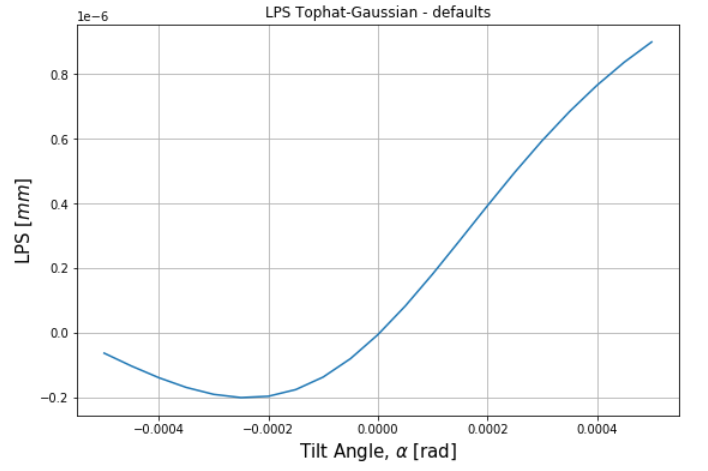 LPS Tophat-Gaussian - defaults
1e−6
0.8
0.6
0.4
0.2
0.0
−0.2
LPS [mm]
−0.0004 −0.0002 0.0000 0.0002 0.0004
Tilt Angle, α [rad]